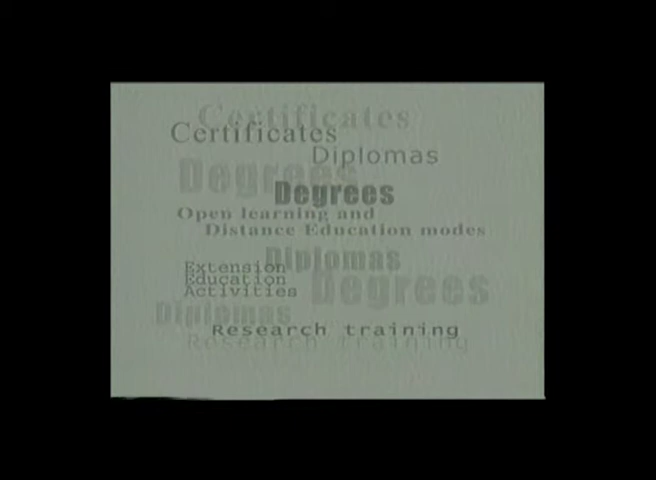 Certificates
Certificates
Diplomas
Degrees
Degrees
Open learning and
Distance Education modes
Diplomas
Extension
Education
Activities
Degrees
Diplomas
Research training
Research training